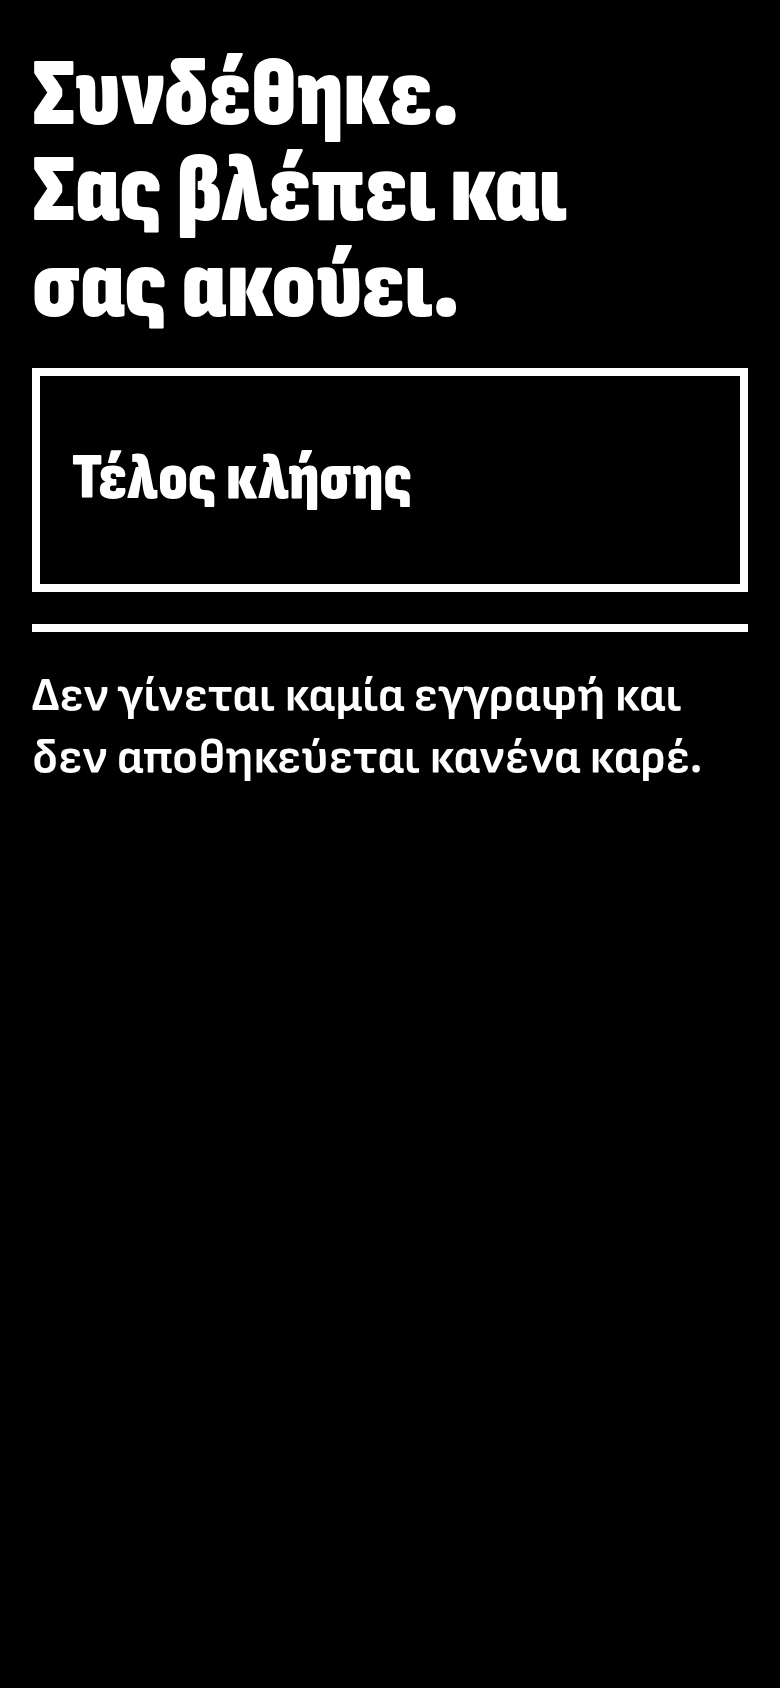 Συνδέθηκε.
Σας βλέπει και
σας ακούει.
Τέλος κλήσης
Δεν γίνεται καμία εγγραφή και
δεν αποθηκεύεται κανένα καρέ.